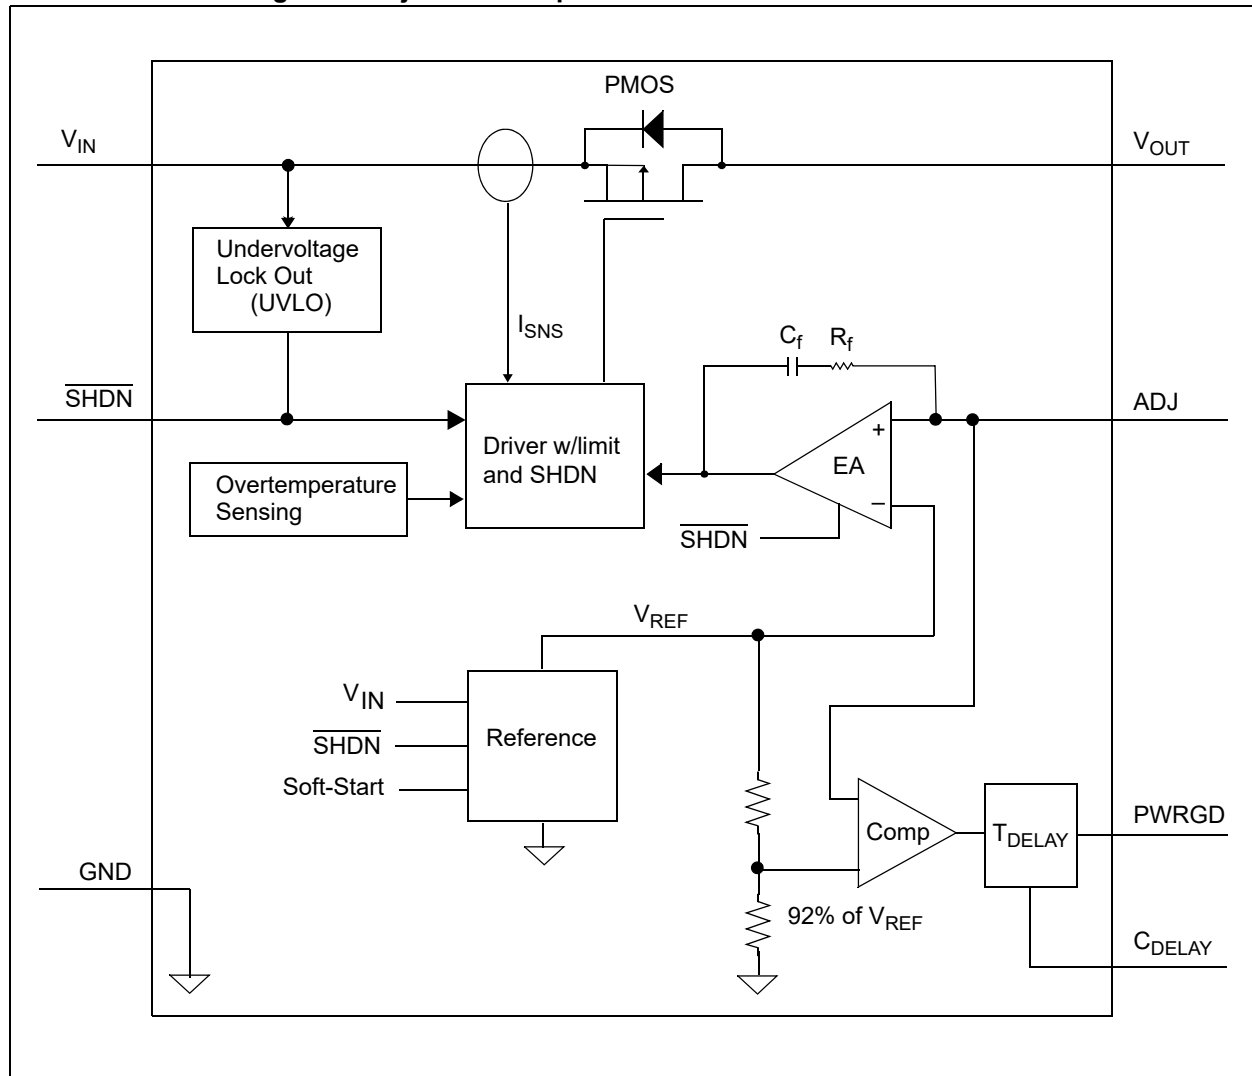 PMOS
VIN
VOUT
Undervoltage
Lock Out
(UVLO)
ISNS
Cf
Rf
SHDN
ADJ
Driver w/limit
and SHDN
+
EA
−
Overtemperature
Sensing
SHDN
VREF
VIN
SHDN
Reference
Soft-Start
Comp
TDELAY
PWRGD
GND
92% of VREF
CDELAY